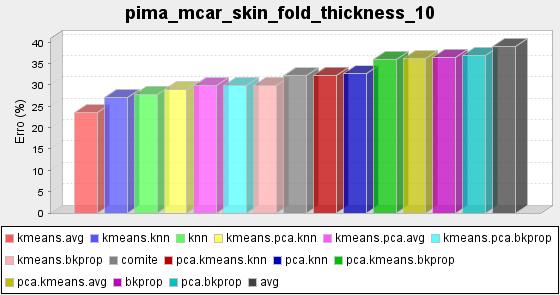 pima_mcar_skin_fold_thickness_10
Erro (%)
40
35
30
25
20
15
10
5
0
kmeans.avg kmeans.knn knn kmeans.pca.knn kmeans.pca.avg kmeans.pca.bkprop
kmeans.bkprop comite pca.kmeans.knn pca.knn pca.kmeans.bkprop
pca.kmeans.avg bkprop pca.bkprop avg